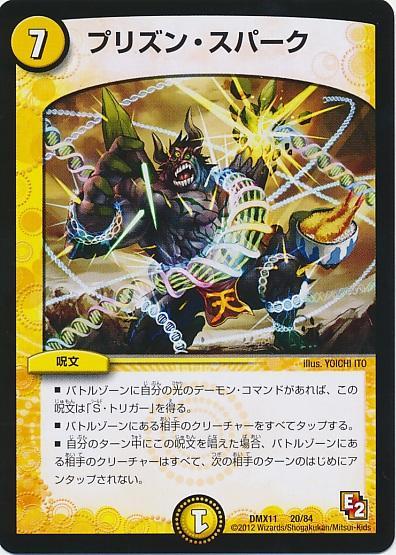 7
プリズン・スパーク
天
呪文
illus. YOICHI ITO
■ バトルゾーンに自分の光のデーモン・コマンドがあれば、この
呪文は「S・トリガー」を得る。
■ バトルゾーンにある相手のクリーチャーをすべてタップする。
■ 自分のターン中にこの呪文を唱えた場合、バトルゾーンにあ
る相手のクリーチャーはすべて、次の相手のターンのはじめにア
ンタップされない。
1
DMX11 20/84
©2012 Wizards/Shogakukan/Mitsui-Kids
E2